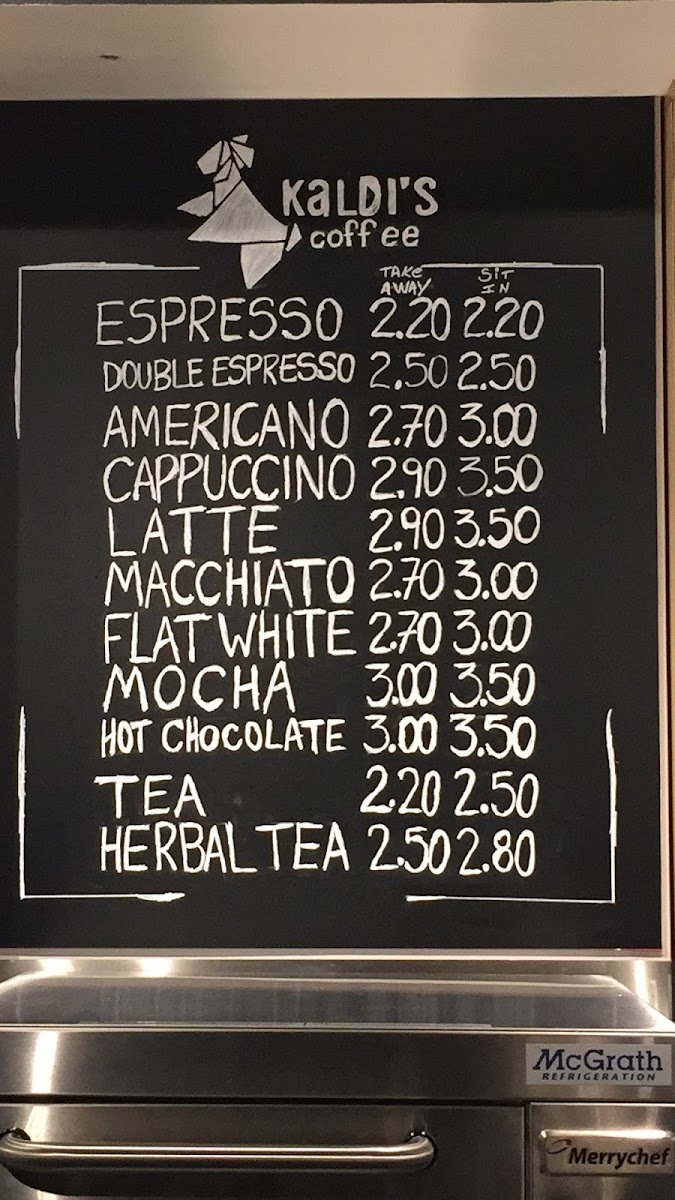 KALDI'S
coffee
TAKE AWAY SIT IN
ESPRESSO 2.20 2.20
DOUBLE ESPRESSO 2.50 2.50
AMERICANO 2.70 3.00
CAPPUCCINO 2.90 3.50
LATTE 2.90 3.50
MACCHIATO 2.70 3.00
FLAT WHITE 2.70 3.00
MOCHA 3.00 3.50
HOT CHOCOLATE 3.00 3.50
TEA 2.20 2.50
HERBAL TEA 2.50 2.80
McGrath
REFRIGERATION
Merrychef